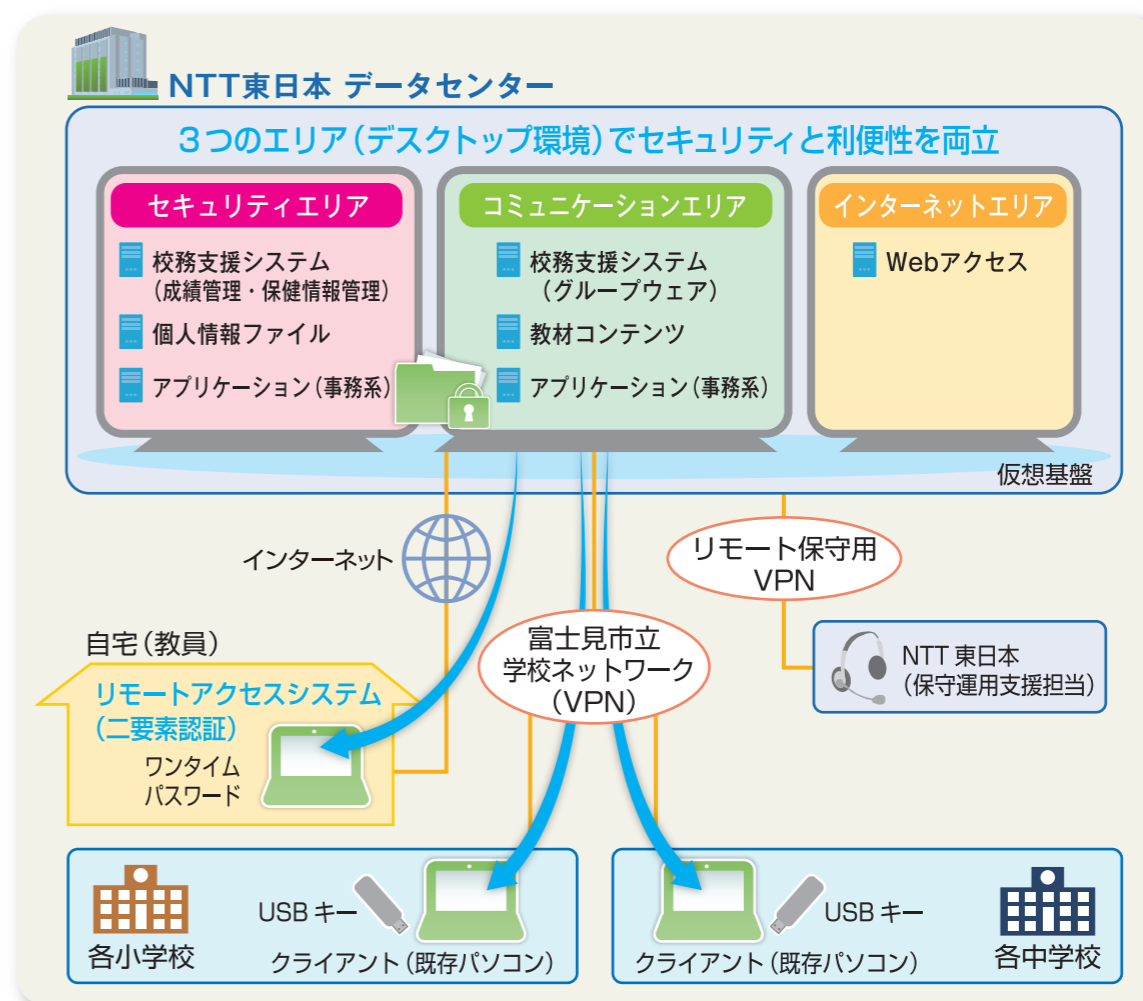 NTT東日本 データセンター
3つのエリア(デスクトップ環境)でセキュリティと利便性を両立
セキュリティエリア
校務支援システム
(成績管理・保健情報管理)
個人情報ファイル
アプリケーション(事務系)
コミュニケーションエリア
校務支援システム
(グループウェア)
教材コンテンツ
アプリケーション(事務系)
インターネットエリア
Webアクセス
仮想基盤
インターネット
リモート保守用
VPN
自宅(教員)
リモートアクセスシステム
(二要素認証)
ワンタイム
パスワード
富士見市立
学校ネットワーク
(VPN)
NTT 東日本
(保守運用支援担当)
各小学校
USB キー
クライアント(既存パソコン)
USB キー
クライアント(既存パソコン)
各中学校